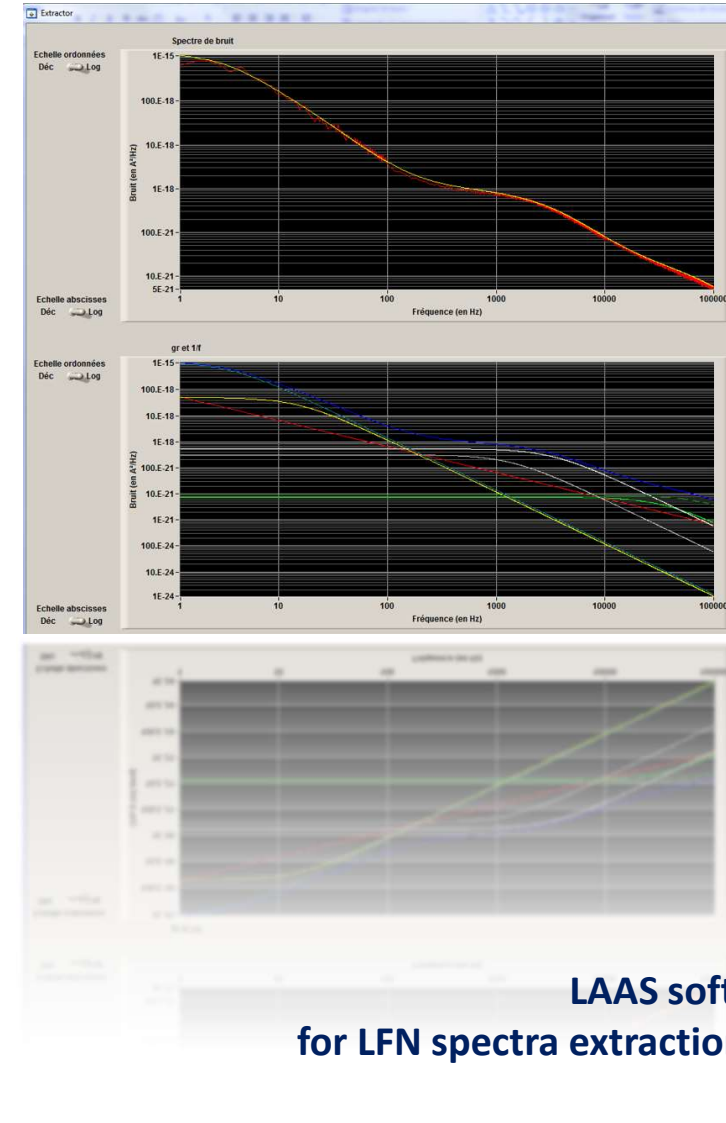 Extractor
Spectre de bruit
Echelle ordonnées
Déc Log
1E-15
100.E-18
10.E-18
1E-18
100.E-21
10.E-21
5E-21
Bruit (en A²/Hz)
Echelle abscisses
Déc Log
1 10 100 1000 10000 100000
Fréquence (en Hz)
gr et 1/f
Echelle ordonnées
Déc Log
1E-15
100.E-18
10.E-18
1E-18
100.E-21
10.E-21
1E-21
100.E-24
10.E-24
1E-24
Bruit (en A²/Hz)
Echelle abscisses
Déc Log
1 10 100 1000 10000 100000
Fréquence (en Hz)
LAAS soft
for LFN spectra extractio